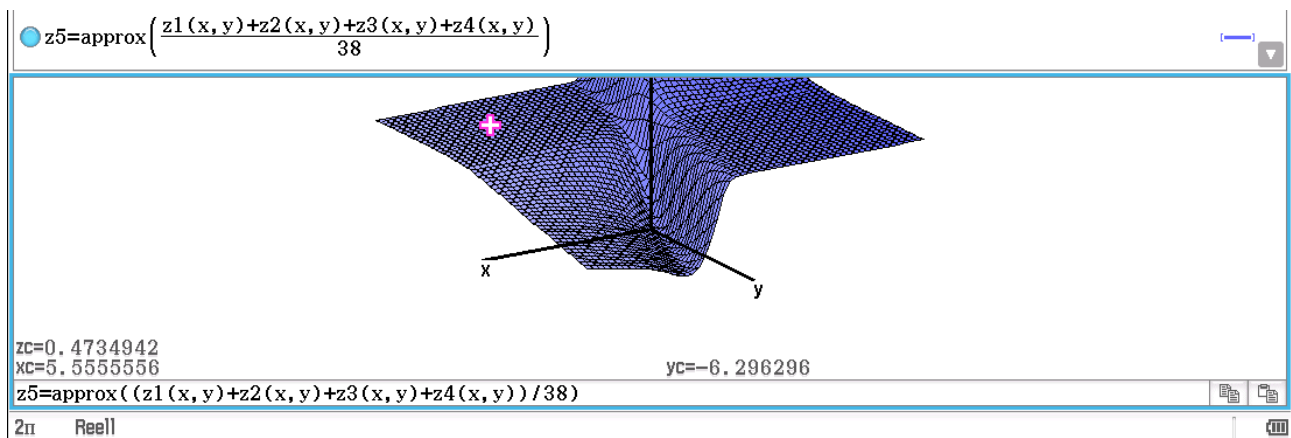 z5=approx((z1(x,y)+z2(x,y)+z3(x,y)+z4(x,y))/38)
x
y
zc=0.4734942
xc=5.5555556 yc=-6.296296
z5=approx((z1(x,y)+z2(x,y)+z3(x,y)+z4(x,y))/38)
2π Reell